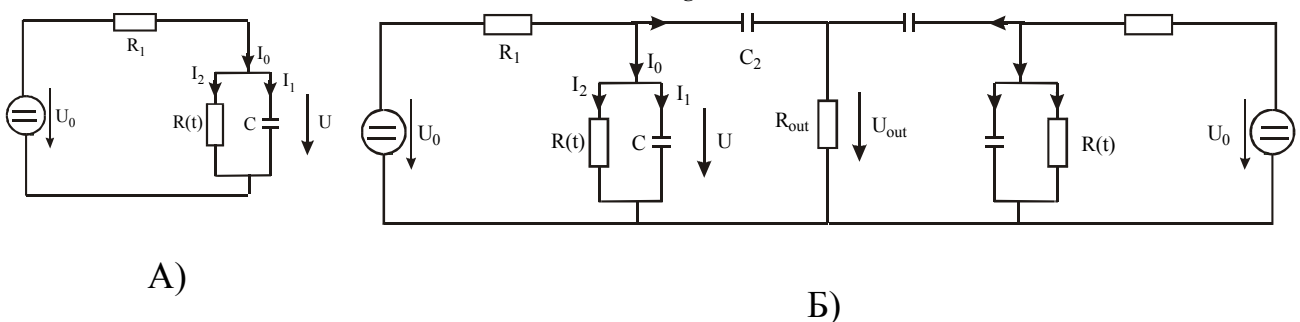 R1
I0
I2
I1
U0
R(t)
C
U
А)
R1
C2
I0
I2
I1
U0
R(t)
C
U
Rout
Uout
R(t)
U0
Б)